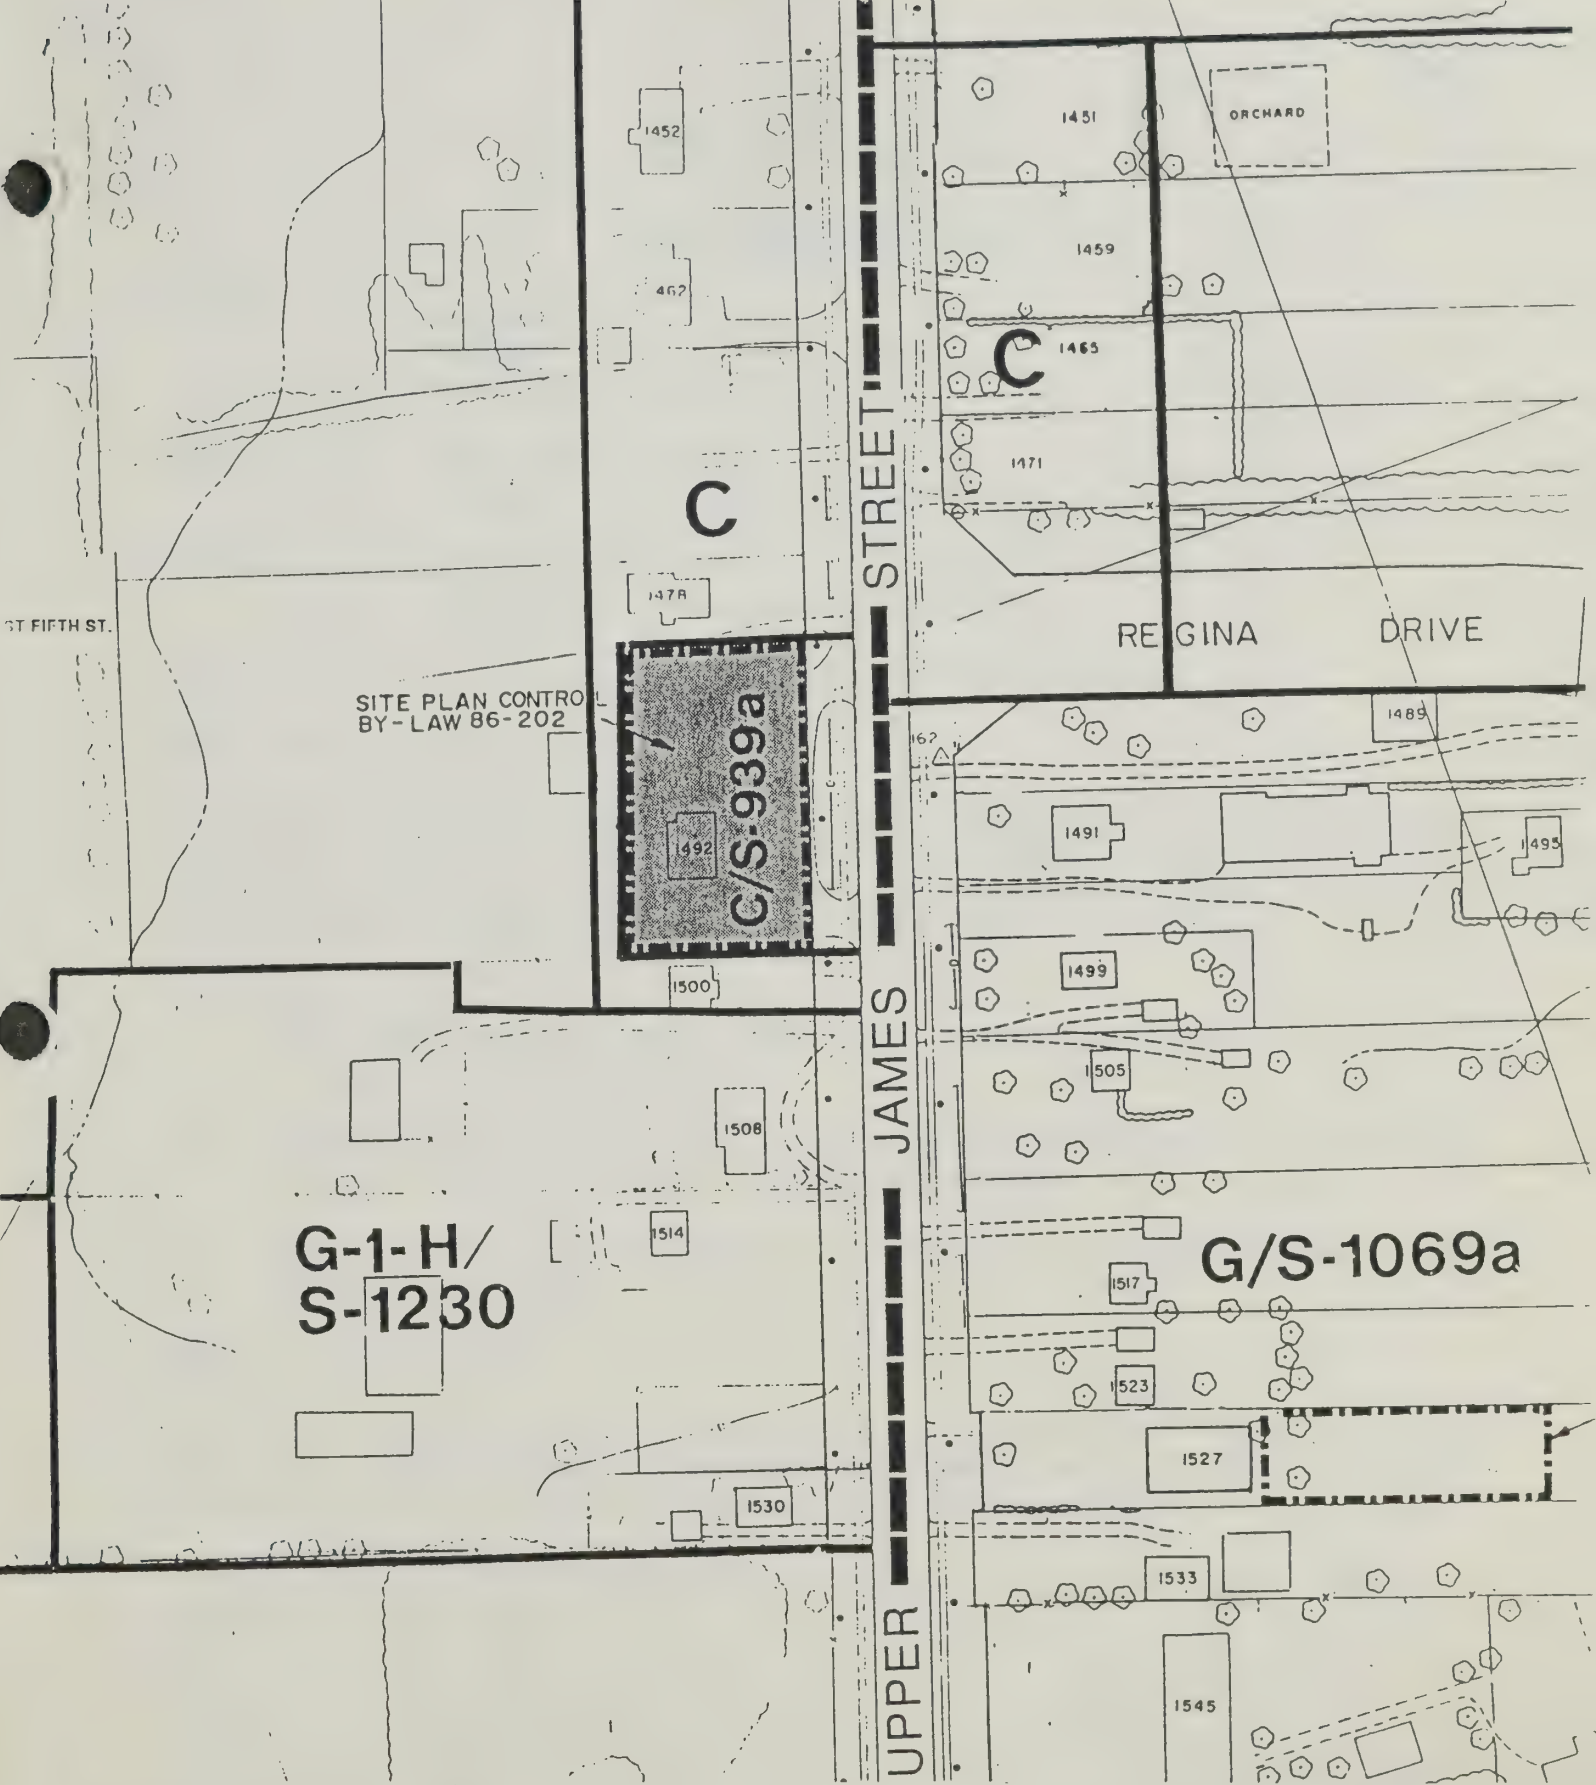 1452
1451
ORCHARD
1459
462
1465
C
1471
C
STREET
1478
ST FIFTH ST.
REGINA DRIVE
SITE PLAN CONTROL
BY-LAW 86-202
C/S-939a
1492
1489
162
1491
1495
1499
1500
JAMES
1505
1508
1514
G-1-H/
S-1230
G/S-1069a
1517
1523
1527
1530
1533
UPPER
1545